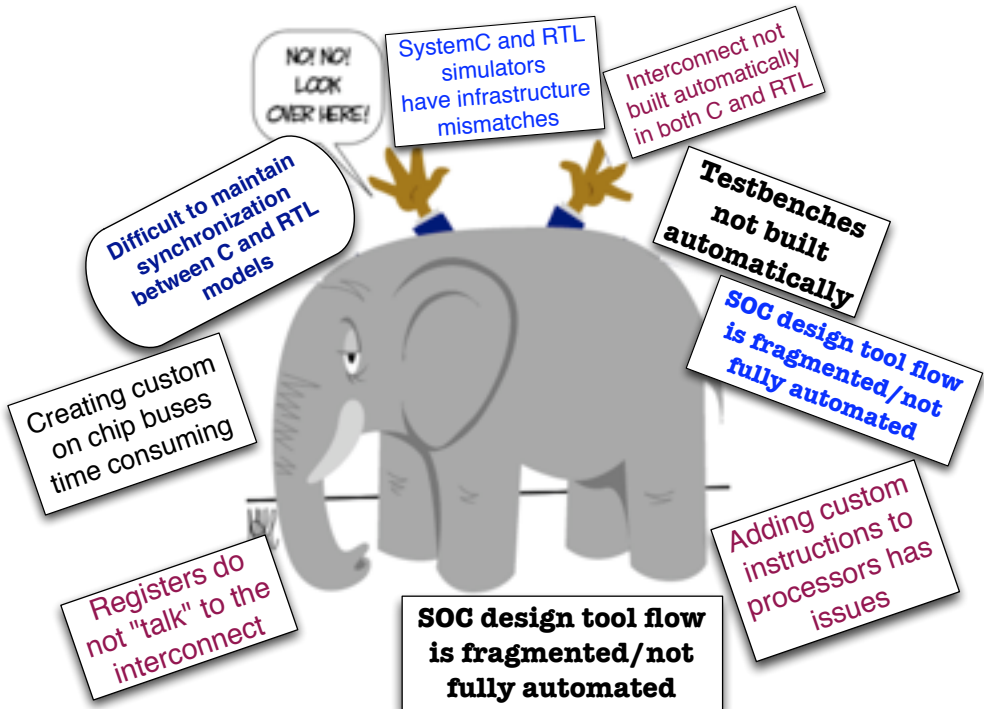 NO! NO!
LOOK
OVER HERE!
SystemC and RTL
simulators
have infrastructure
mismatches
Interconnect not
built automatically
in both C and RTL
Difficult to maintain
synchronization
between C and RTL
models
Testbenches
not built
automatically
SOC design tool flow
is fragmented/not
fully automated
Creating custom
on chip buses
time consuming
Adding custom
instructions to
processors has
issues
Registers do
not "talk" to the
interconnect
SOC design tool flow
is fragmented/not
fully automated